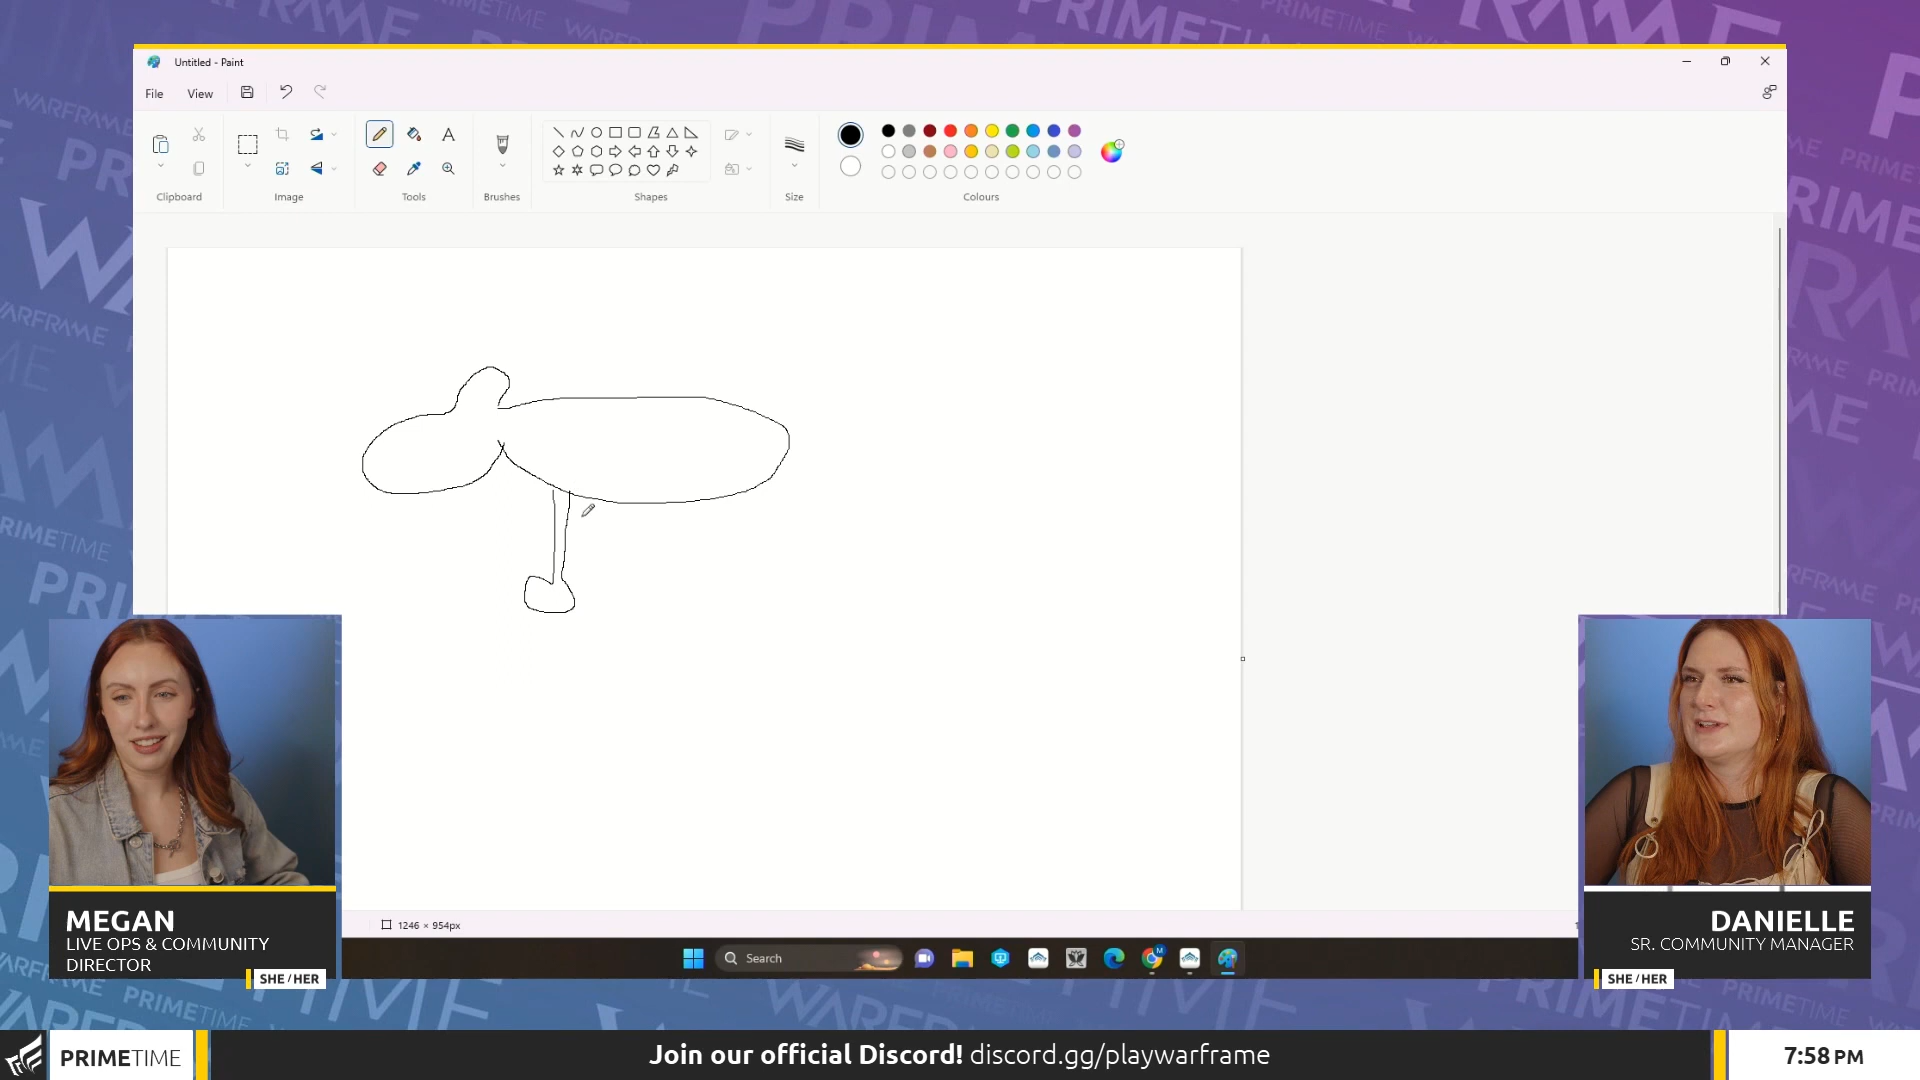 Untitled - Paint
File View
Clipboard Image Tools Brushes Shapes Size Colours
A
1246 × 954px
Search
M
MEGAN
LIVE OPS & COMMUNITY
DIRECTOR
SHE / HER
DANIELLE
SR. COMMUNITY MANAGER
SHE / HER
PRIMETIME
Join our official Discord! discord.gg/playwarframe
7:58 PM
WARFRAME
PRIMETIME